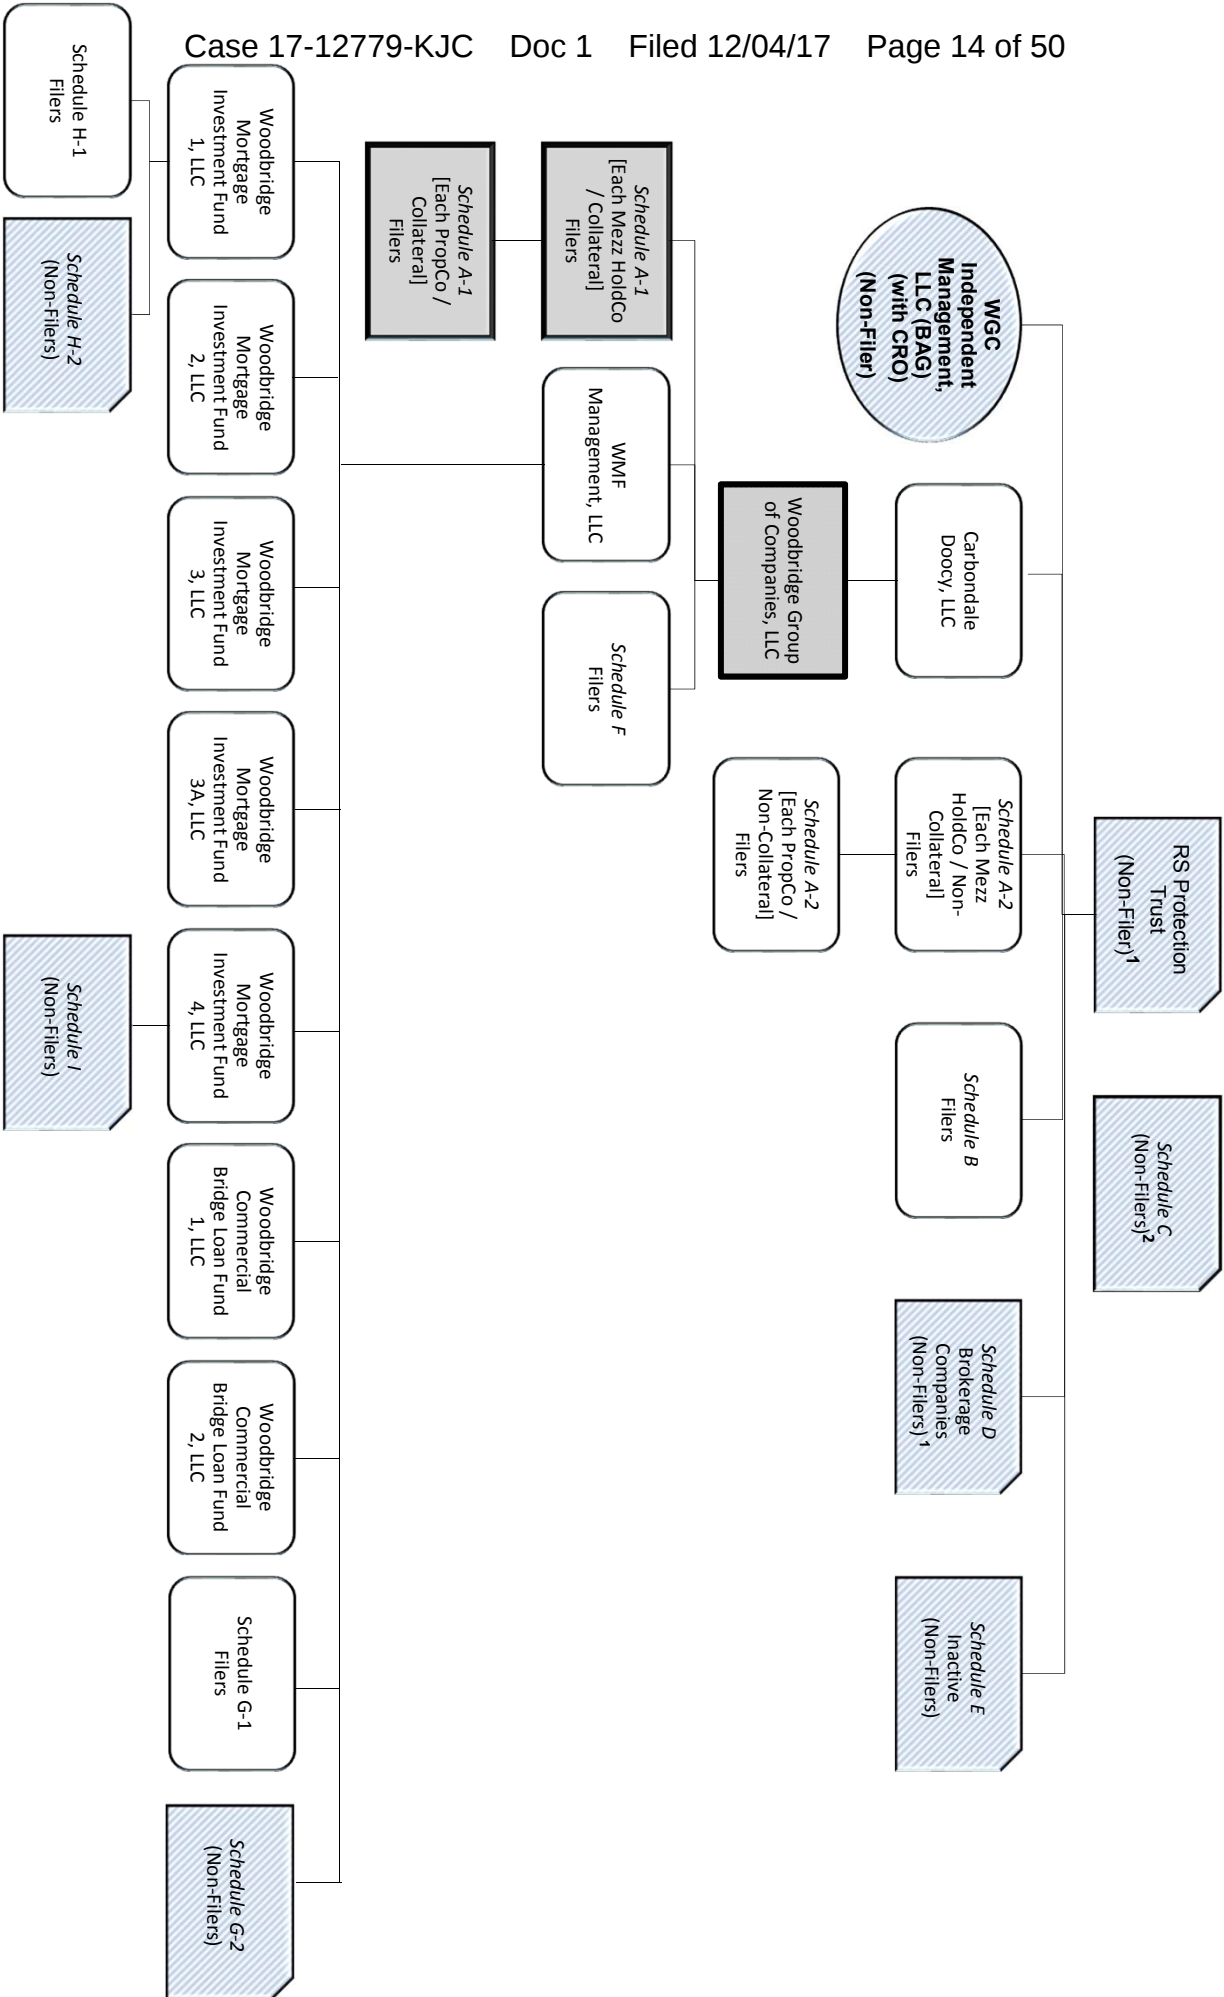 Case 17-12779-KJC Doc 1 Filed 12/04/17 Page 14 of 50
RS Protection
Trust
(Non-Filer)1
Schedule C
(Non-Filers)2
WGC
Independent
Management,
LLC (BAG)
(with CRO)
(Non-Filer)
Carbondale
Doocy, LLC
Schedule A-2
[Each Mezz
HoldCo / Non-
Collateral]
Filers
Schedule B
Filers
Schedule D
Brokerage
Companies
(Non-Filers)1
Schedule E
Inactive
(Non-Filers)
Woodbridge Group
of Companies, LLC
Schedule A-2
[Each PropCo /
Non-Collateral]
Filers
Schedule A-1
[Each Mezz HoldCo
/ Collateral]
Filers
WMF
Management, LLC
Schedule F
Filers
Schedule A-1
[Each PropCo /
Collateral]
Filers
Woodbridge
Mortgage
Investment Fund
1, LLC
Woodbridge
Mortgage
Investment Fund
2, LLC
Woodbridge
Mortgage
Investment Fund
3, LLC
Woodbridge
Mortgage
Investment Fund
3A, LLC
Woodbridge
Mortgage
Investment Fund
4, LLC
Woodbridge
Commercial
Bridge Loan Fund
1, LLC
Woodbridge
Commercial
Bridge Loan Fund
2, LLC
Schedule G-1
Filers
Schedule G-2
(Non-Filers)
Schedule H-1
Filers
Schedule H-2
(Non-Filers)
Schedule I
(Non-Filers)